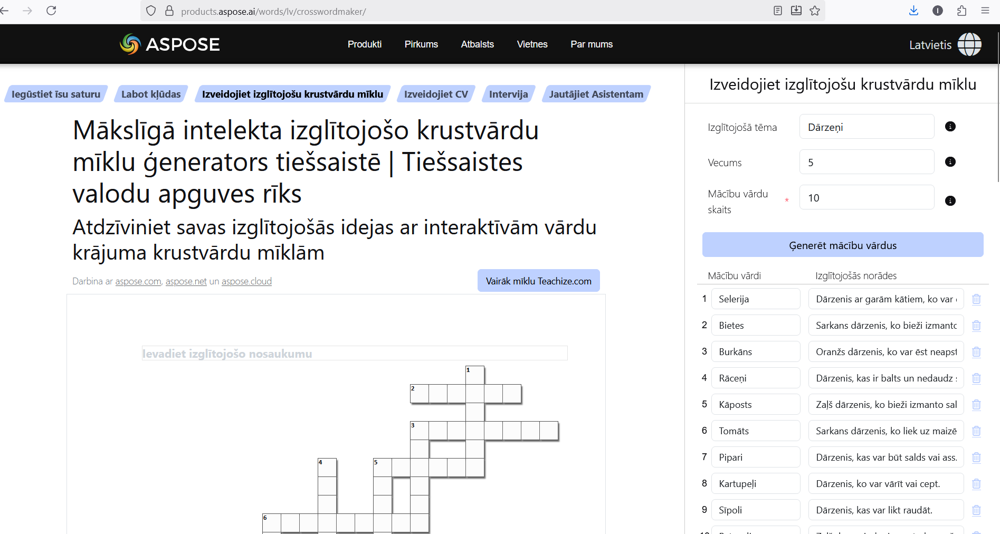 products.aspose.ai/words/lv/crosswordmaker/
ASPOSE
Produkti
Pirkums
Atbalsts
Vietnes
Par mums
Latvietis
Iegūstiet īsu saturu
Labot kļūdas
Izveidojiet izglītojošu krustvārdu mīklu
Izveidojiet CV
Intervija
Jautājiet Asistentam
Mākslīgā intelekta izglītojošo krustvārdu
mīklu ģenerators tiešsaistē | Tiešsaistes
valodu apguves rīks
Atdzīviniet savas izglītojošās idejas ar interaktīvām vārdu
krājuma krustvārdu mīklām
Darbina ar aspose.com, aspose.net un aspose.cloud
Vairāk mīklu Teachize.com
Ievadiet izglītojošo nosaukumu
1
2
3
4
5
6
Izveidojiet izglītojošu krustvārdu mīklu
Izglītojošā tēma
Dārzeņi
Vecums
5
Mācību vārdu
skaits
*
10
Ģenerēt mācību vārdus
Mācību vārdi
Izglītojošās norādes
1 Selerija Dārzenis ar garām kātiem, ko var
2 Bietes Sarkans dārzenis, ko bieži izmanto
3 Burkāns Oranžs dārzenis, ko var ēst neapst
4 Rāceņi Dārzenis, kas ir balts un nedaudz
5 Kāposts Zaļš dārzenis, ko bieži izmanto sal
6 Tomāts Sarkans dārzenis, ko liek uz maizē
7 Pipari Dārzenis, kas var būt salds vai ass.
8 Kartupeļi Dārzenis, ko var vārīt vai cept.
9 Sīpoli Dārzenis, kas var likt raudāt.